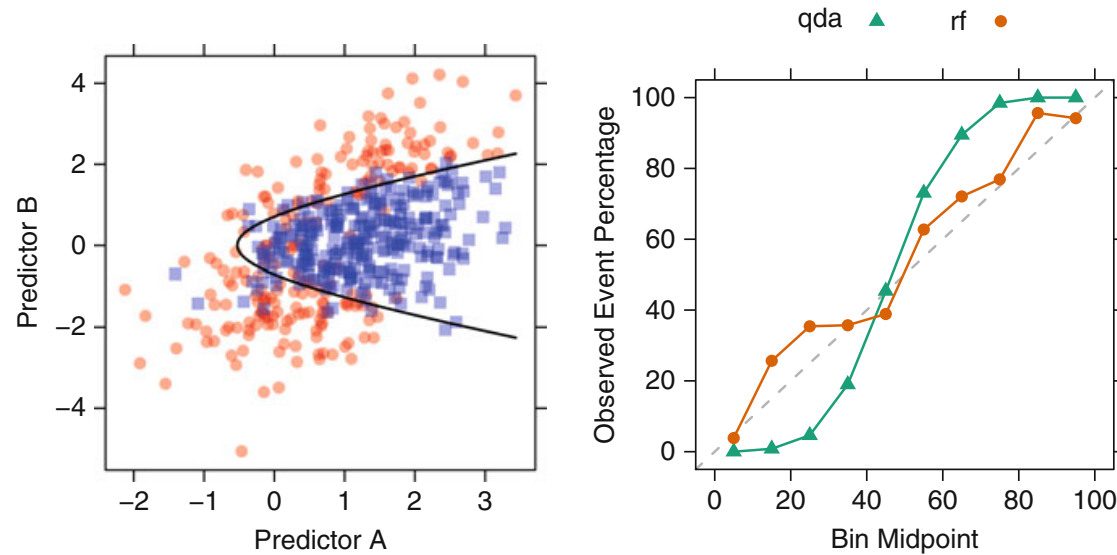 qda rf
4
2
0
−2
−4
Predictor B
−2 −1 0 1 2 3
Predictor A
100
80
60
40
20
0
Observed Event Percentage
0 20 40 60 80 100
Bin Midpoint